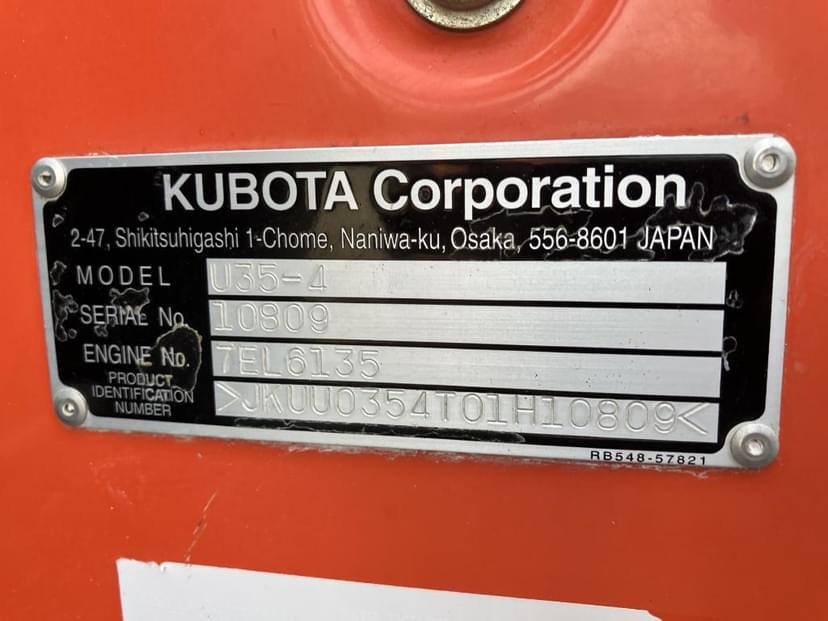 KUBOTA Corporation
2-47, Shikitsuhigashi 1-Chome, Naniwa-ku, Osaka, 556-8601 JAPAN
MODEL U35-4
SERIAL No. 10809
ENGINE No. 7EL6135
PRODUCT
IDENTIFICATION
NUMBER
>JKUU0354T01H10809<
RB548-57821